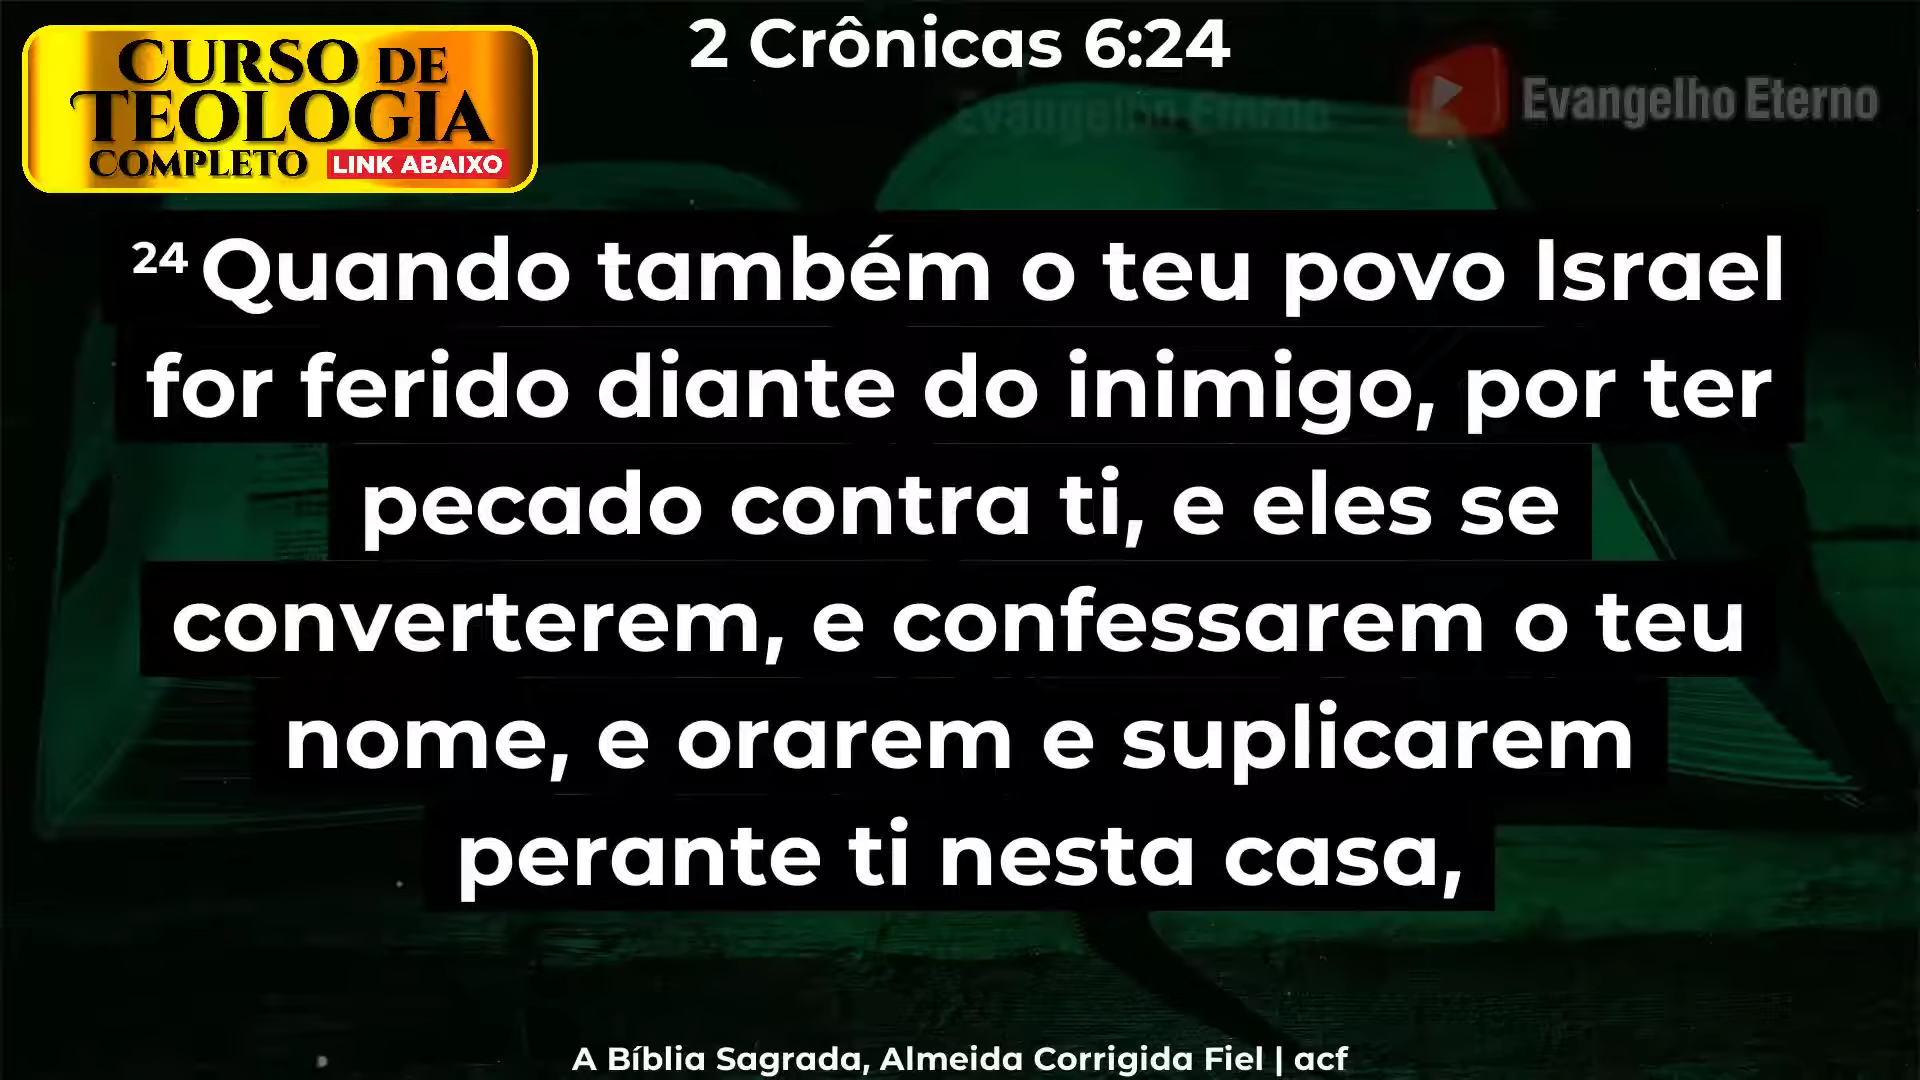 2 Crônicas 6:24
CURSO DE
TEOLOGIA
COMPLETO LINK ABAIXO
Evangelho Eterno
Evangelho Eterno
24 Quando também o teu povo Israel
for ferido diante do inimigo, por ter
pecado contra ti, e eles se
converterem, e confessarem o teu
nome, e orarem e suplicarem
perante ti nesta casa,
A Bíblia Sagrada, Almeida Corrigida Fiel | acf